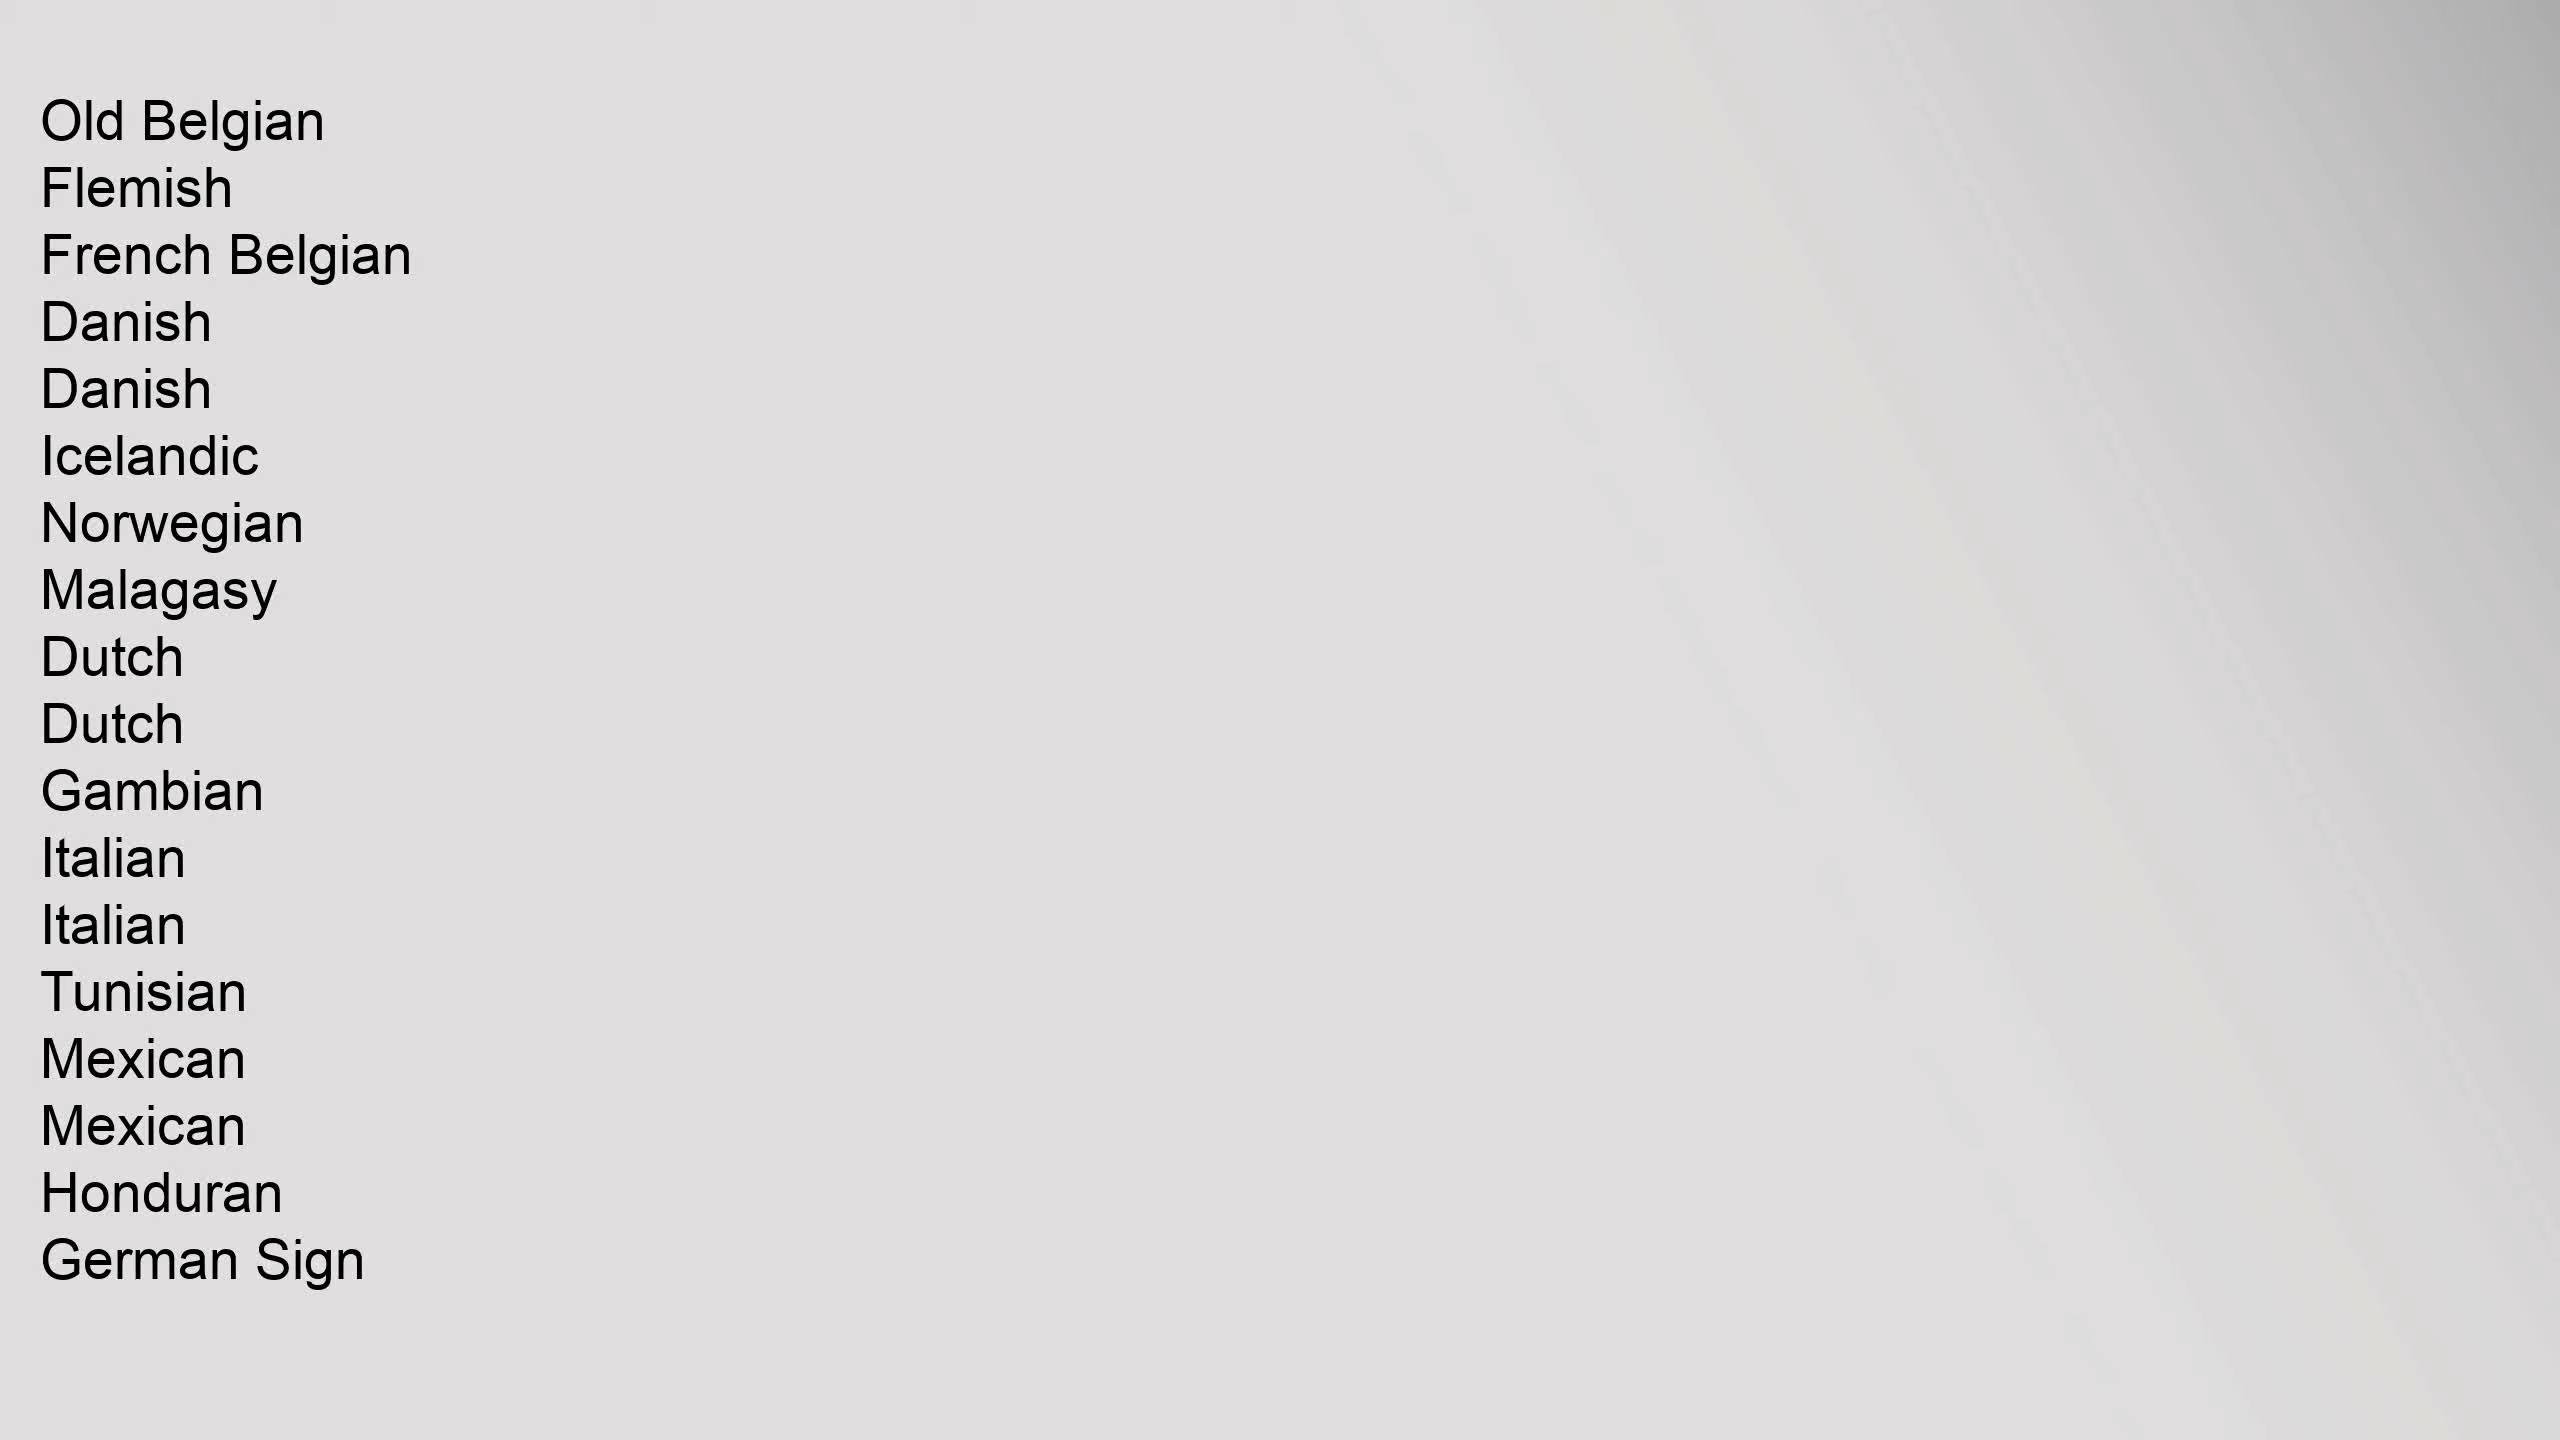 Old Belgian
Flemish
French Belgian
Danish
Danish
Icelandic
Norwegian
Malagasy
Dutch
Dutch
Gambian
Italian
Italian
Tunisian
Mexican
Mexican
Honduran
German Sign